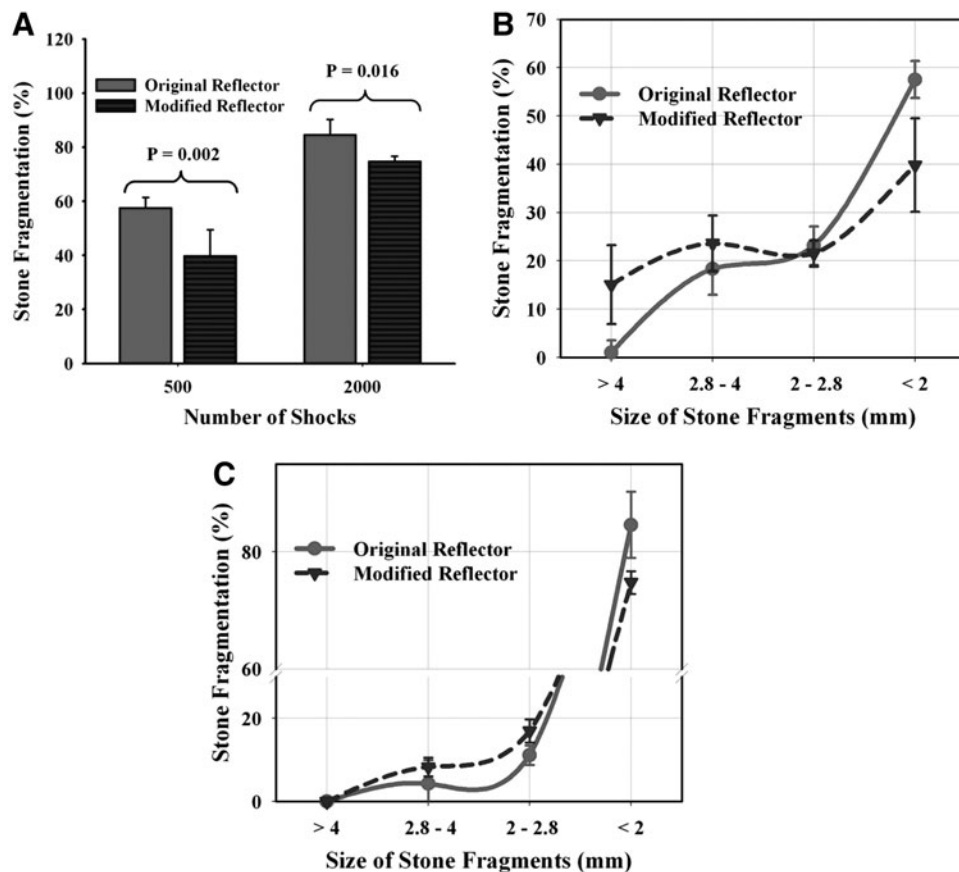 A
Stone Fragmentation (%)
120
100
80
60
40
20
0
Original Reflector
Modified Reflector
P = 0.002
P = 0.016
500
2000
Number of Shocks
B
Stone Fragmentation (%)
70
60
50
40
30
20
10
0
Original Reflector
Modified Reflector
> 4
2.8 - 4
2 - 2.8
< 2
Size of Stone Fragments (mm)
C
Stone Fragmentation (%)
80
60
20
0
Original Reflector
Modified Reflector
> 4
2.8 - 4
2 - 2.8
< 2
Size of Stone Fragments (mm)